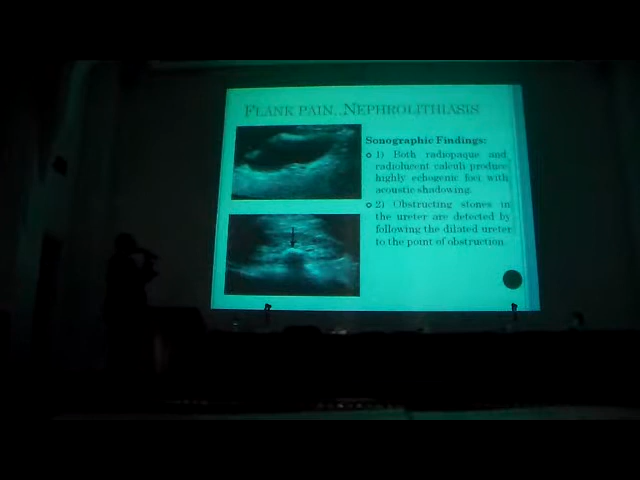 FLANK PAIN...NEPHROLITHIASIS
Sonographic Findings:
1) Both radiopaque and
radiolucent calculi produce
highly echogenic foci with
acoustic shadowing.
2) Obstructing stones in
the ureter are detected by
following the dilated ureter
to the point of obstruction.